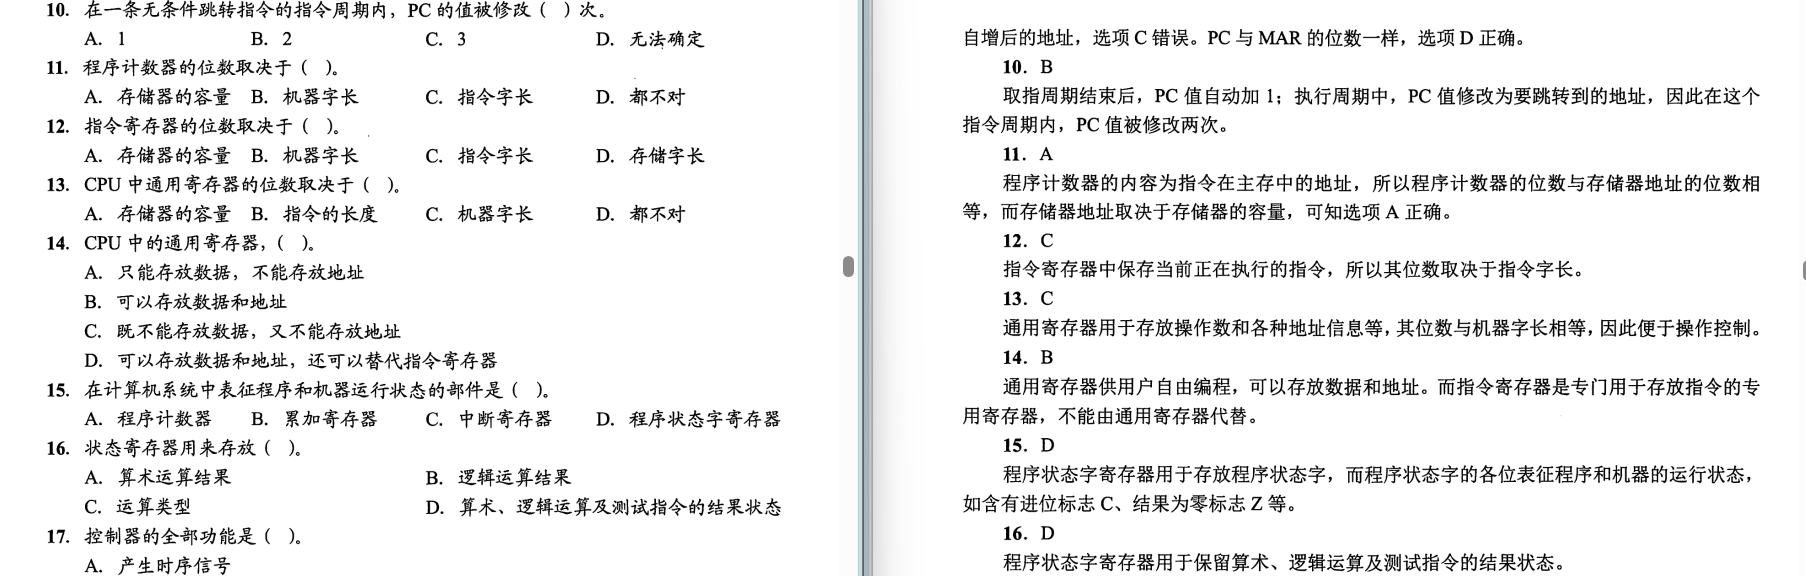 10. 在一条无条件跳转指令的指令周期内，PC 的值被修改（ ）次。
A. 1 B. 2 C. 3 D. 无法确定
11. 程序计数器的位数取决于（ ）。
A. 存储器的容量 B. 机器字长 C. 指令字长 D. 都不对
12. 指令寄存器的位数取决于（ ）。
A. 存储器的容量 B. 机器字长 C. 指令字长 D. 存储字长
13. CPU 中通用寄存器的位数取决于（ ）。
A. 存储器的容量 B. 指令的长度 C. 机器字长 D. 都不对
14. CPU 中的通用寄存器，（ ）。
A. 只能存放数据，不能存放地址
B. 可以存放数据和地址
C. 既不能存放数据，又不能存放地址
D. 可以存放数据和地址，还可以替代指令寄存器
15. 在计算机系统中表征程序和机器运行状态的部件是（ ）。
A. 程序计数器 B. 累加寄存器 C. 中断寄存器 D. 程序状态字寄存器
16. 状态寄存器用来存放（ ）。
A. 算术运算结果 B. 逻辑运算结果
C. 运算类型 D. 算术、逻辑运算及测试指令的结果状态
17. 控制器的全部功能是（ ）。
A. 产生时序信号
自增后的地址，选项 C 错误。PC 与 MAR 的位数一样，选项 D 正确。
10. B
取指周期结束后，PC 值自动加 1；执行周期中，PC 值修改为要跳转到的地址，因此在这个
指令周期内，PC 值被修改两次。
11. A
程序计数器的内容为指令在主存中的地址，所以程序计数器的位数与存储器地址的位数相
等，而存储器地址取决于存储器的容量，可知选项 A 正确。
12. C
指令寄存器中保存当前正在执行的指令，所以其位数取决于指令字长。
13. C
通用寄存器用于存放操作数和各种地址信息等，其位数与机器字长相等，因此便于操作控制。
14. B
通用寄存器供用户自由编程，可以存放数据和地址。而指令寄存器是专门用于存放指令的专
用寄存器，不能由通用寄存器代替。
15. D
程序状态字寄存器用于存放程序状态字，而程序状态字的各位表征程序和机器的运行状态，
如含有进位标志 C、结果为零标志 Z 等。
16. D
程序状态字寄存器用于保留算术、逻辑运算及测试指令的结果状态。